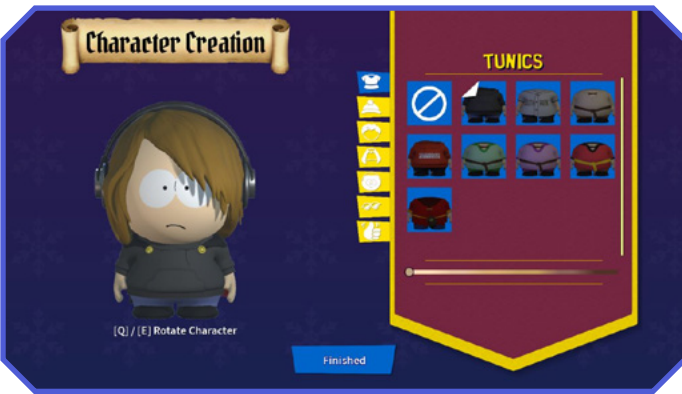 Character Creation
TUNICS
[Q] / [E] Rotate Character
Finished